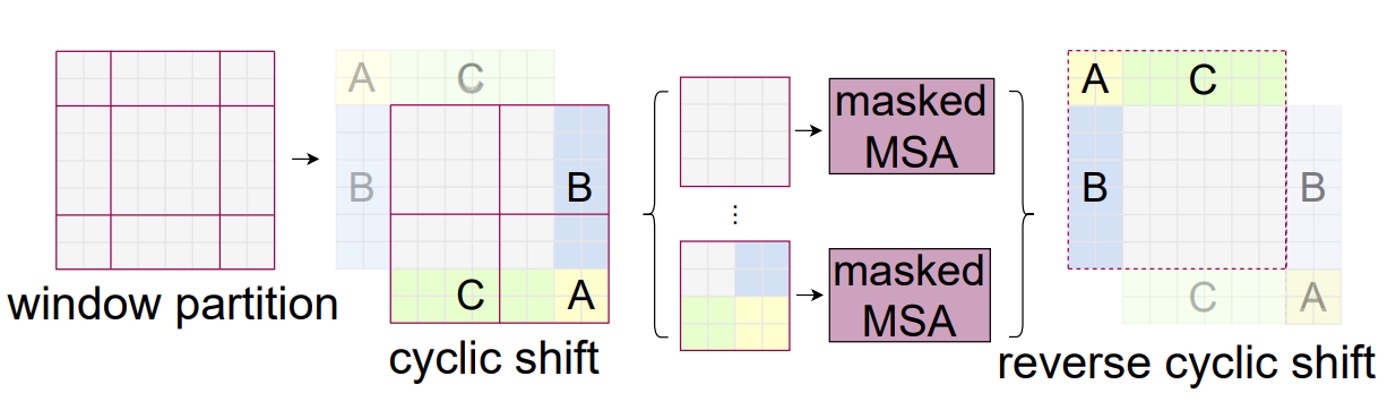 window partition
A
C
B
B
C
A
cyclic shift
masked
MSA
⋮
masked
MSA
A
C
B
B
C
A
reverse cyclic shift